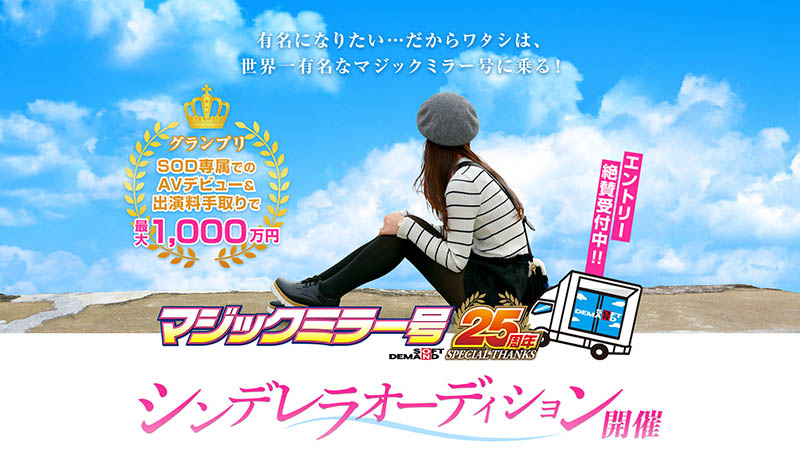 有名になりたい…だからワタシは、
世界一有名なマジックミラー号に乗る!
グランプリ
SOD専属での
AVデビュー&
出演料手取りで
最大1,000万円
エントリー
絶賛受付中!!
SOFT
DEMAND
マジックミラー号
25周年
SPECIAL THANKS
SOFT
DEMAND
シンデレラオーディション開催